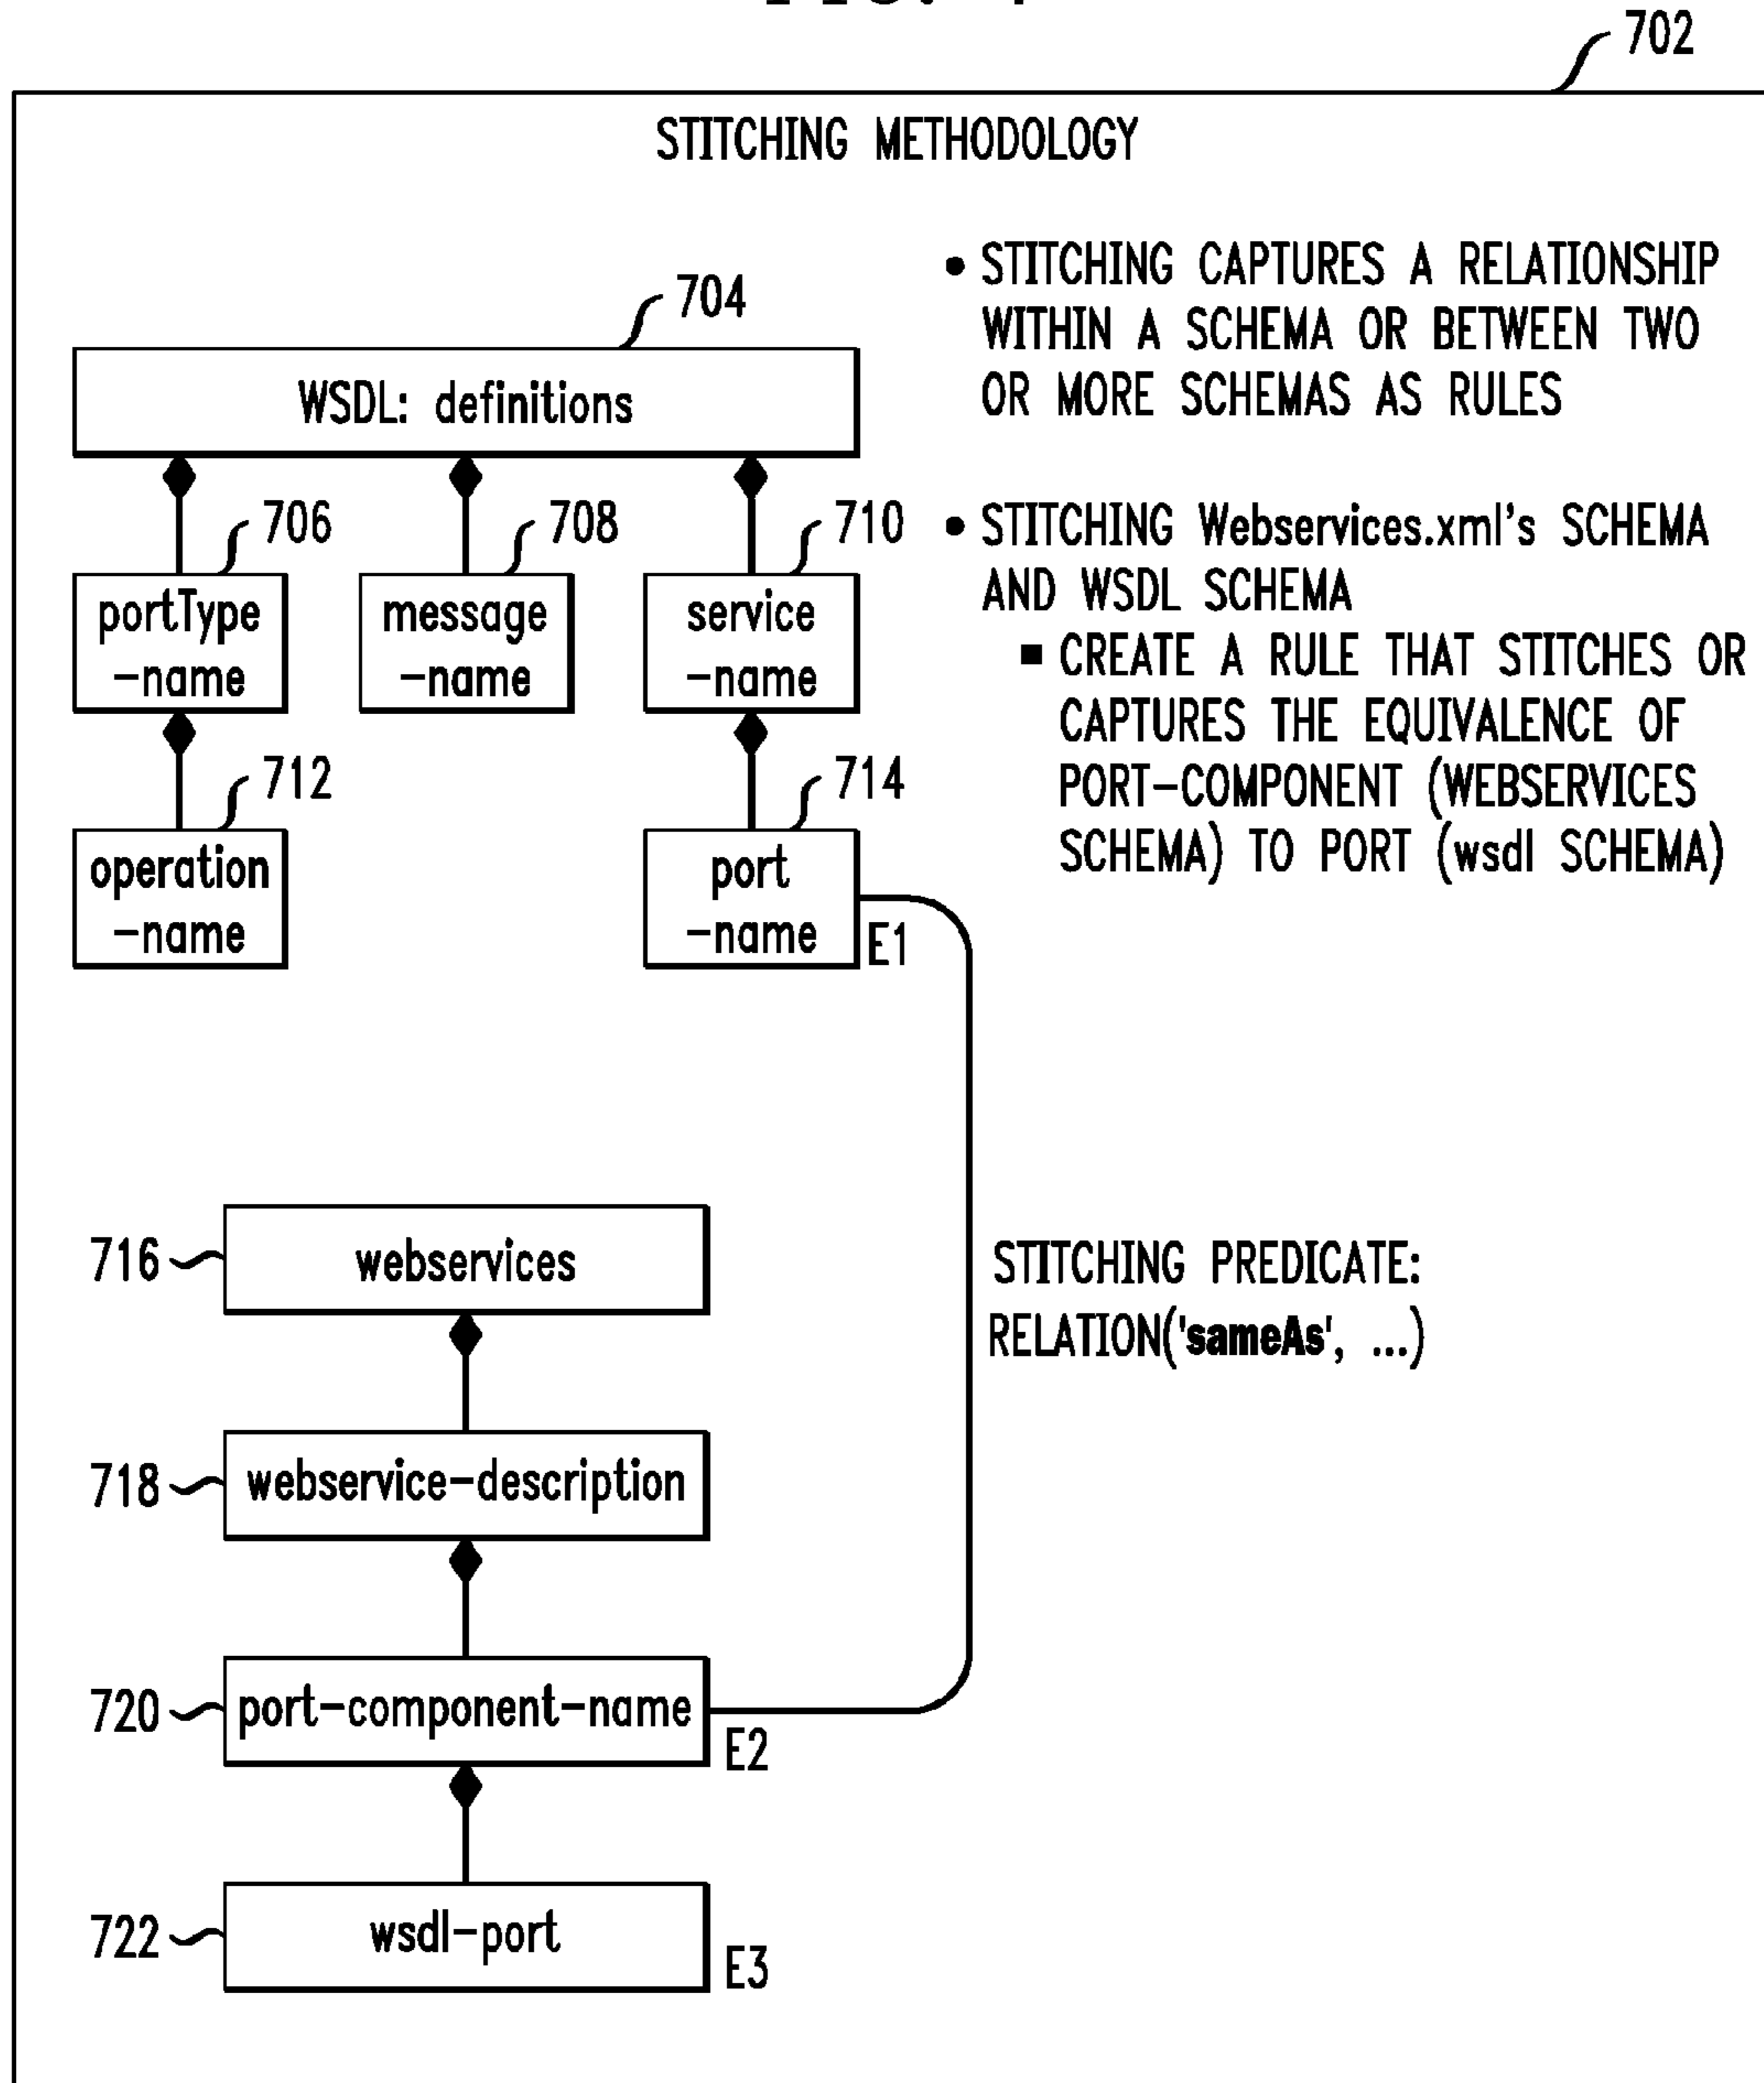 702
STITCHING METHODOLOGY
• STITCHING CAPTURES A RELATIONSHIP
WITHIN A SCHEMA OR BETWEEN TWO
OR MORE SCHEMAS AS RULES
704
WSDL: definitions
706
708
710
• STITCHING Webservices.xml's SCHEMA
AND WSDL SCHEMA
■ CREATE A RULE THAT STITCHES OR
CAPTURES THE EQUIVALENCE OF
PORT-COMPONENT (WEBSERVICES
SCHEMA) TO PORT (wsdl SCHEMA)
portType
-name
message
-name
service
-name
712
714
operation
-name
port
-name
E1
716
webservices
STITCHING PREDICATE:
RELATION('sameAs', ...)
718
webservice-description
720
port-component-name
E2
722
wsdl-port
E3